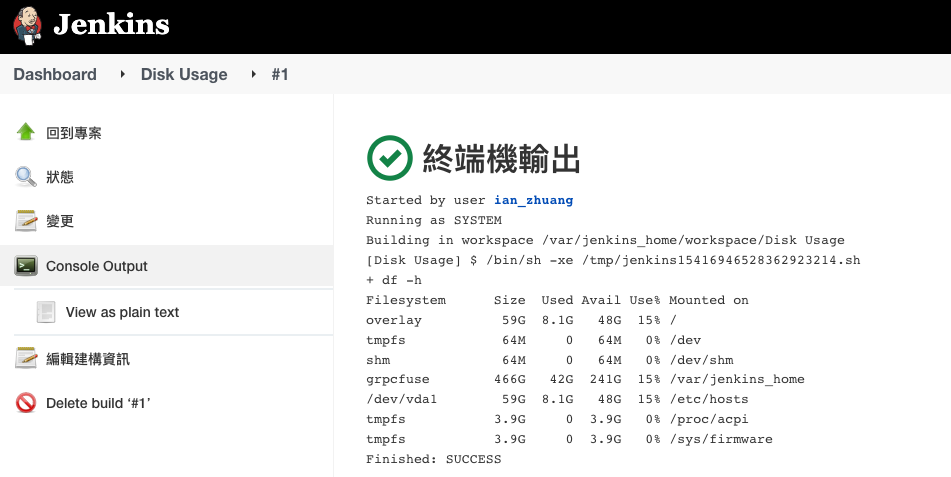 Jenkins
Dashboard Disk Usage #1
回到專案
狀態
變更
Console Output
View as plain text
編輯建構資訊
Delete build ‘#1’
終端機輸出
Started by user ian_zhuang
Running as SYSTEM
Building in workspace /var/jenkins_home/workspace/Disk Usage
[Disk Usage] $ /bin/sh -xe /tmp/jenkins15416946528362923214.sh
+ df -h
Filesystem      Size  Used Avail Use% Mounted on
overlay          59G  8.1G   48G  15% /
tmpfs            64M     0   64M   0% /dev
shm              64M     0   64M   0% /dev/shm
grpcfuse        466G   42G  241G  15% /var/jenkins_home
/dev/vda1        59G  8.1G   48G  15% /etc/hosts
tmpfs           3.9G     0  3.9G   0% /proc/acpi
tmpfs           3.9G     0  3.9G   0% /sys/firmware
Finished: SUCCESS